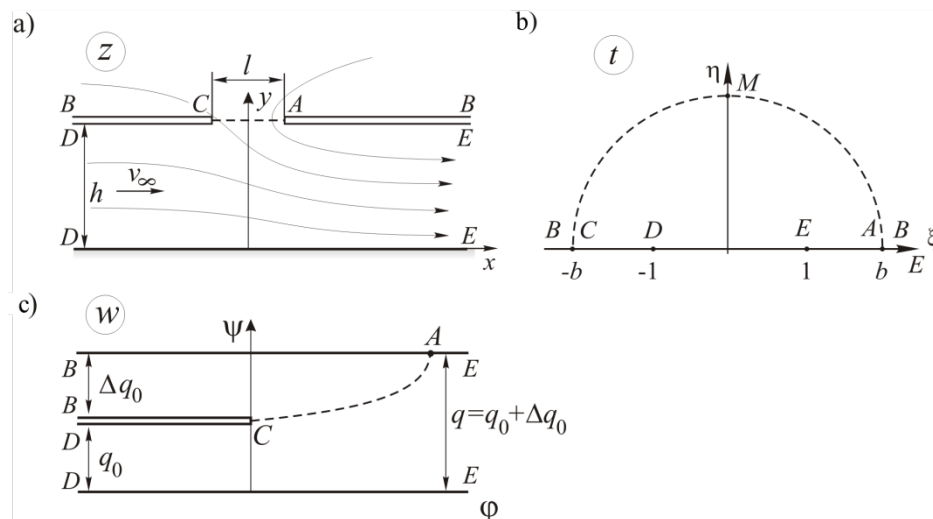 a)
z
l
B
C
y
A
B
D
E
h
v∞
D
E
x
b)
t
η
M
B
C
D
E
A
B
ξ
-b
-1
1
b
E
c)
w
ψ
A
B
E
Δq₀
B
D
C
q=q₀+Δq₀
q₀
D
E
φ